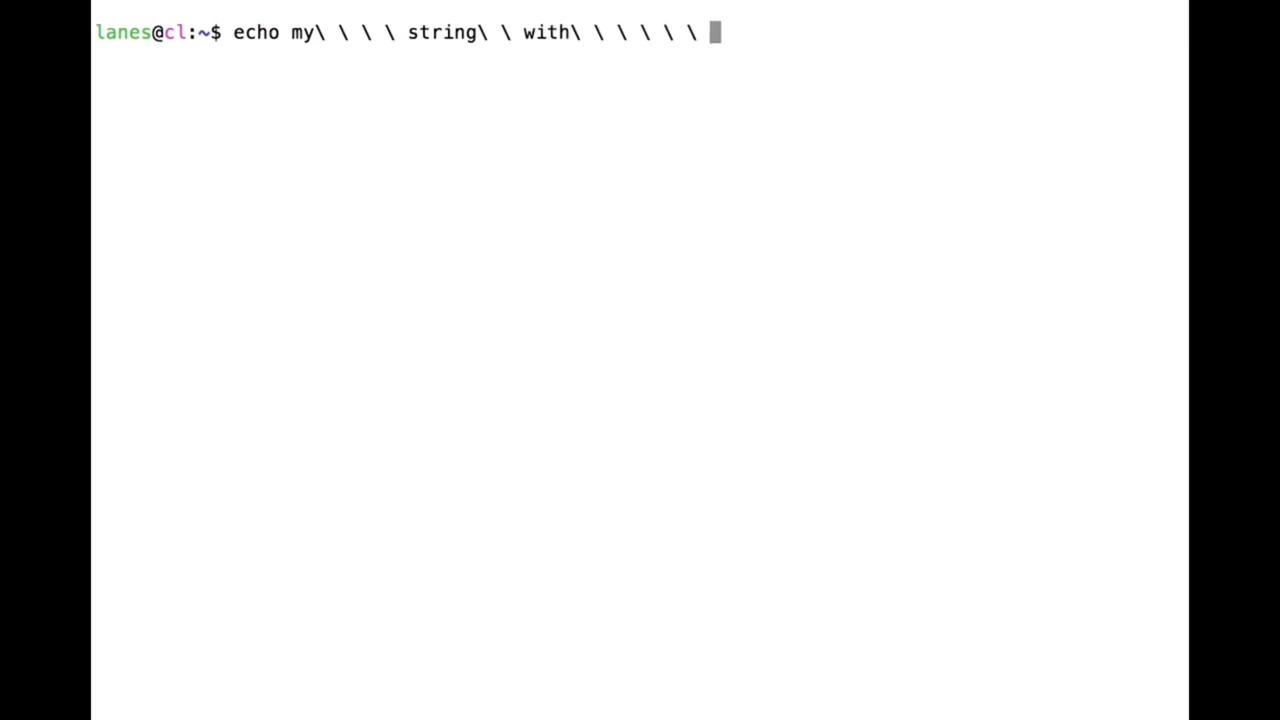 lanes@cl:~$ echo my\ \ \ \ string\ \ with\ \ \ \ \ \